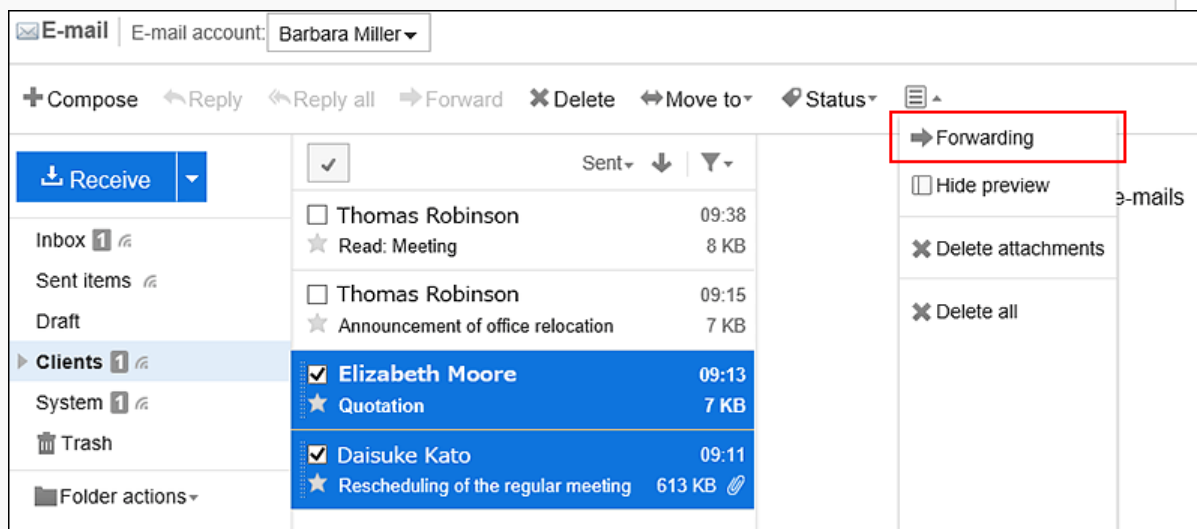 E-mail E-mail account: Barbara Miller
Compose Reply Reply all Forward Delete Move to Status
Receive
Inbox 1
Sent items
Draft
Clients 1
System 1
Trash
Folder actions
Sent
Thomas Robinson 09:38
Read: Meeting 8 KB
Thomas Robinson 09:15
Announcement of office relocation 7 KB
Elizabeth Moore 09:13
Quotation 7 KB
Daisuke Kato 09:11
Rescheduling of the regular meeting 613 KB
Forwarding
Hide preview
Delete attachments
Delete all
e-mails